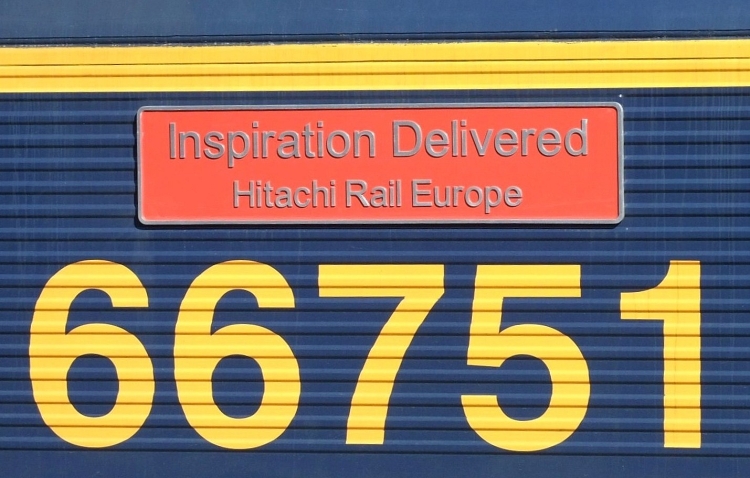 Inspiration Delivered
Hitachi Rail Europe
66751